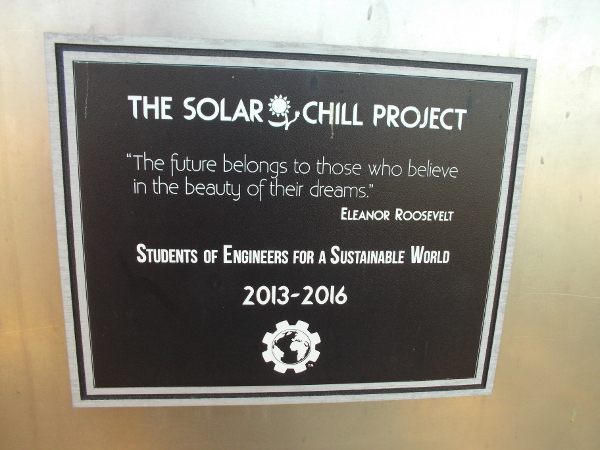 THE SOLAR CHILL PROJECT
"The future belongs to those who believe
in the beauty of their dreams."
ELEANOR ROOSEVELT
STUDENTS OF ENGINEERS FOR A SUSTAINABLE WORLD
2013-2016